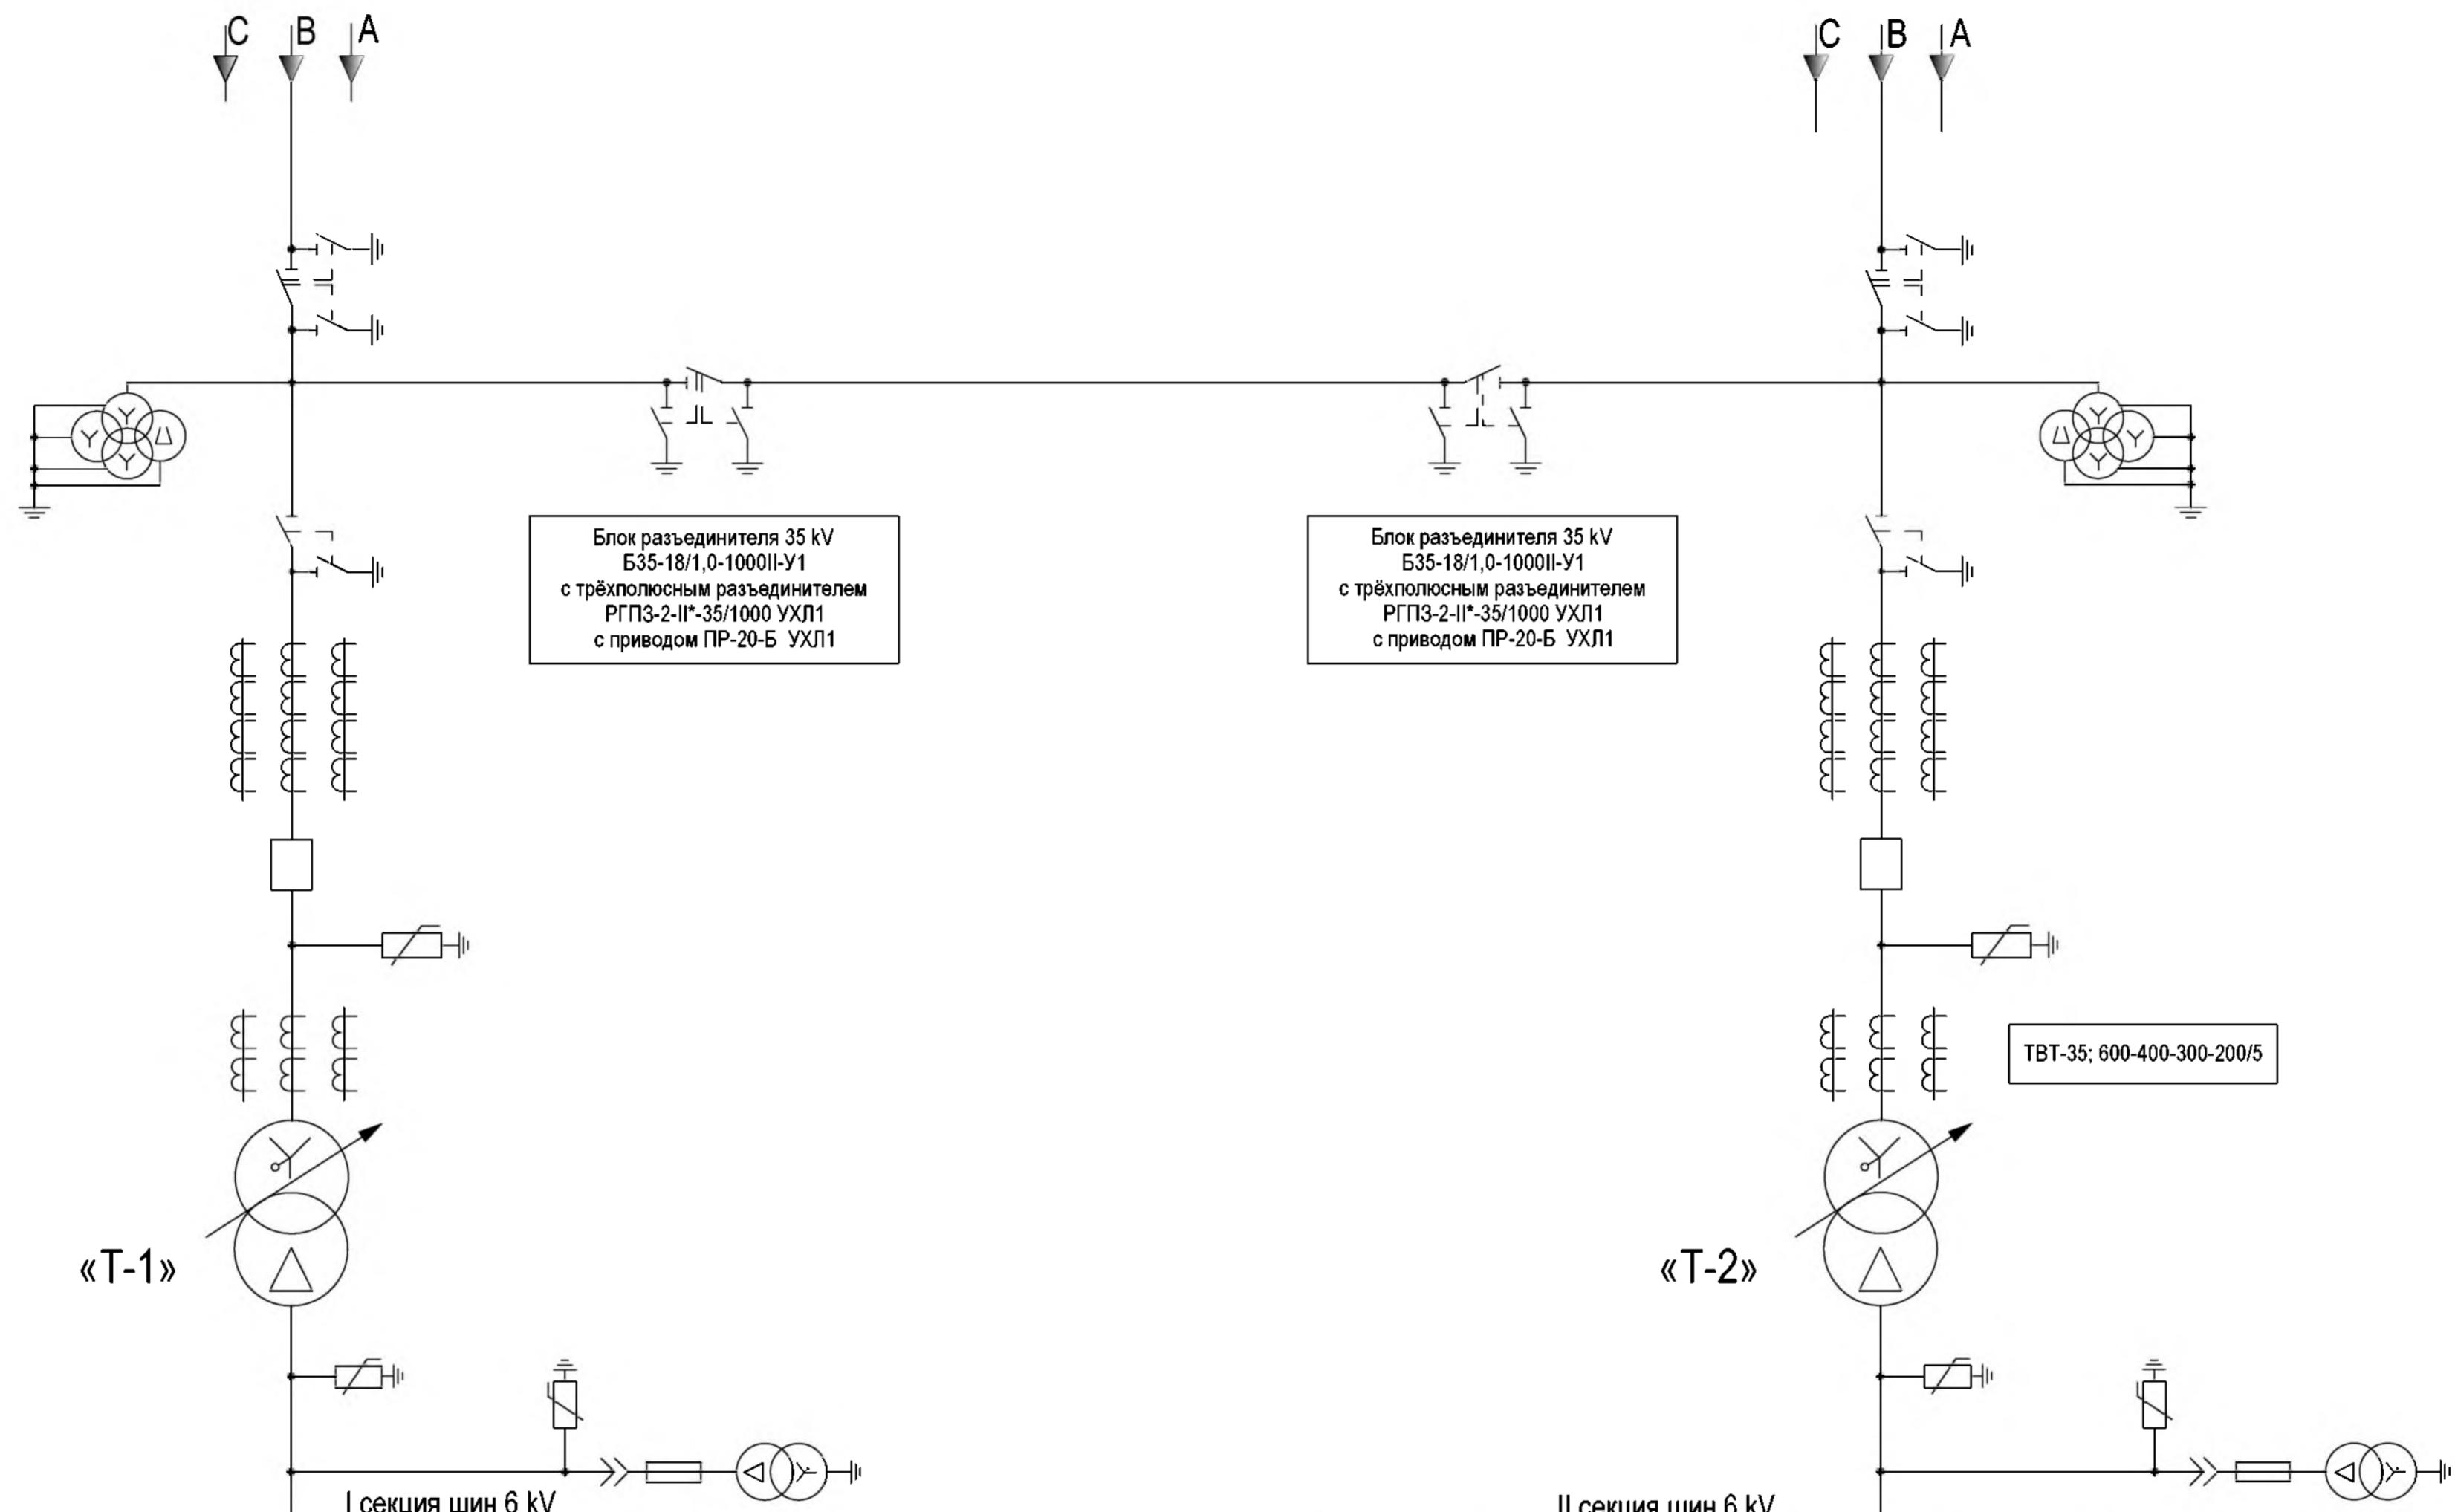 C B A
C B A
Блок разъединителя 35 kV
Б35-18/1,0-1000II-У1
с трёхполюсным разъединителем
РГПЗ-2-II*-35/1000 УХЛ1
с приводом ПР-20-Б УХЛ1
Блок разъединителя 35 kV
Б35-18/1,0-1000II-У1
с трёхполюсным разъединителем
РГПЗ-2-II*-35/1000 УХЛ1
с приводом ПР-20-Б УХЛ1
ТВТ-35; 600-400-300-200/5
«Т-1»
«Т-2»
I секция шин 6 kV
II секция шин 6 kV